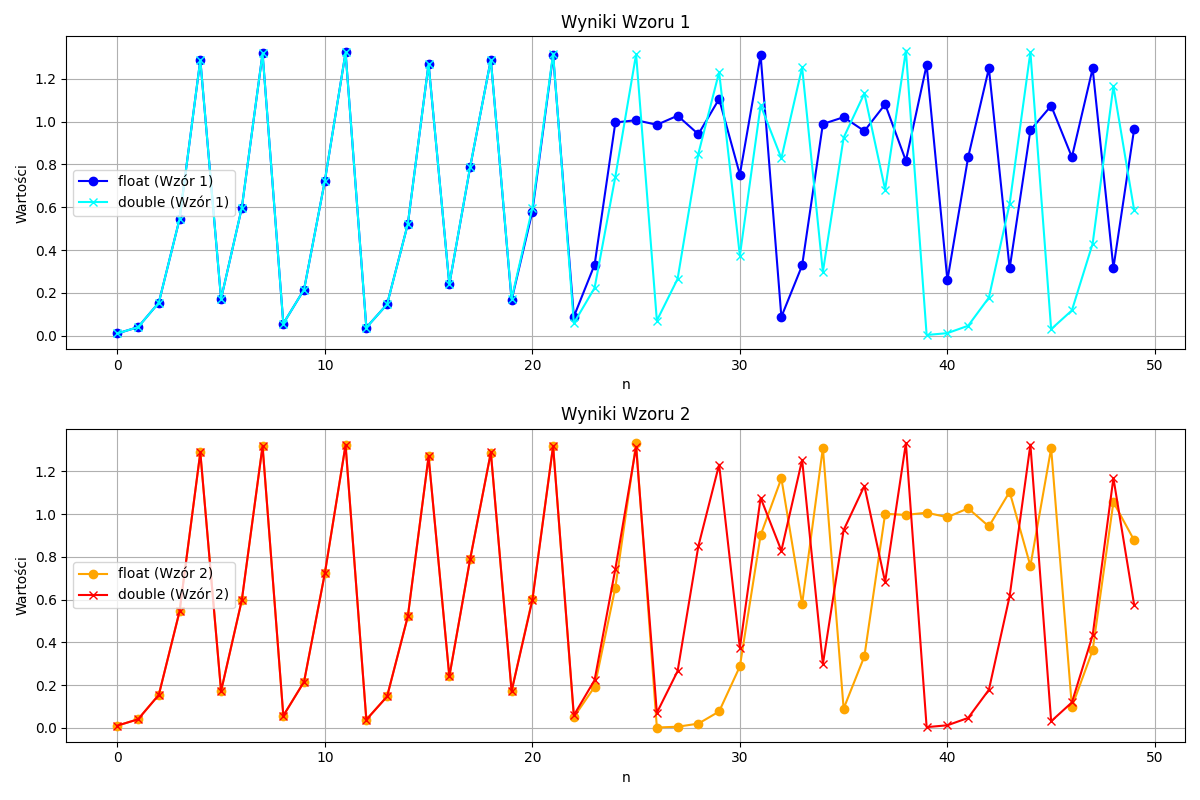 Wyniki Wzoru 1
Wartości
1.2
1.0
0.8
0.6
0.4
0.2
0.0
float (Wzór 1)
double (Wzór 1)
0 10 20 30 40 50
n
Wyniki Wzoru 2
Wartości
1.2
1.0
0.8
0.6
0.4
0.2
0.0
float (Wzór 2)
double (Wzór 2)
0 10 20 30 40 50
n